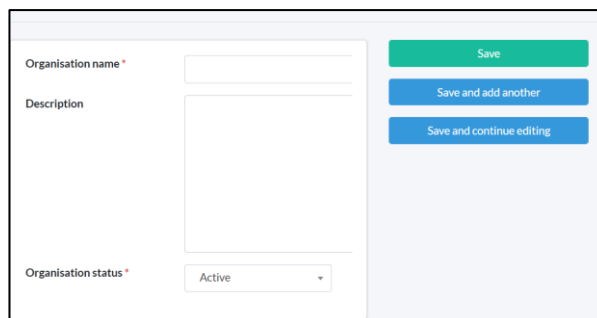 Organisation name *
Description
Organisation status *
Active
Save
Save and add another
Save and continue editing